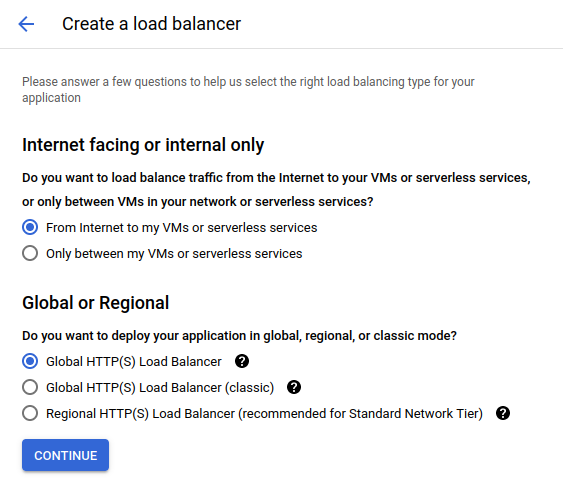 Create a load balancer
Please answer a few questions to help us select the right load balancing type for your
application
Internet facing or internal only
Do you want to load balance traffic from the Internet to your VMs or serverless services,
or only between VMs in your network or serverless services?
From Internet to my VMs or serverless services
Only between my VMs or serverless services
Global or Regional
Do you want to deploy your application in global, regional, or classic mode?
Global HTTP(S) Load Balancer ?
Global HTTP(S) Load Balancer (classic) ?
Regional HTTP(S) Load Balancer (recommended for Standard Network Tier) ?
CONTINUE